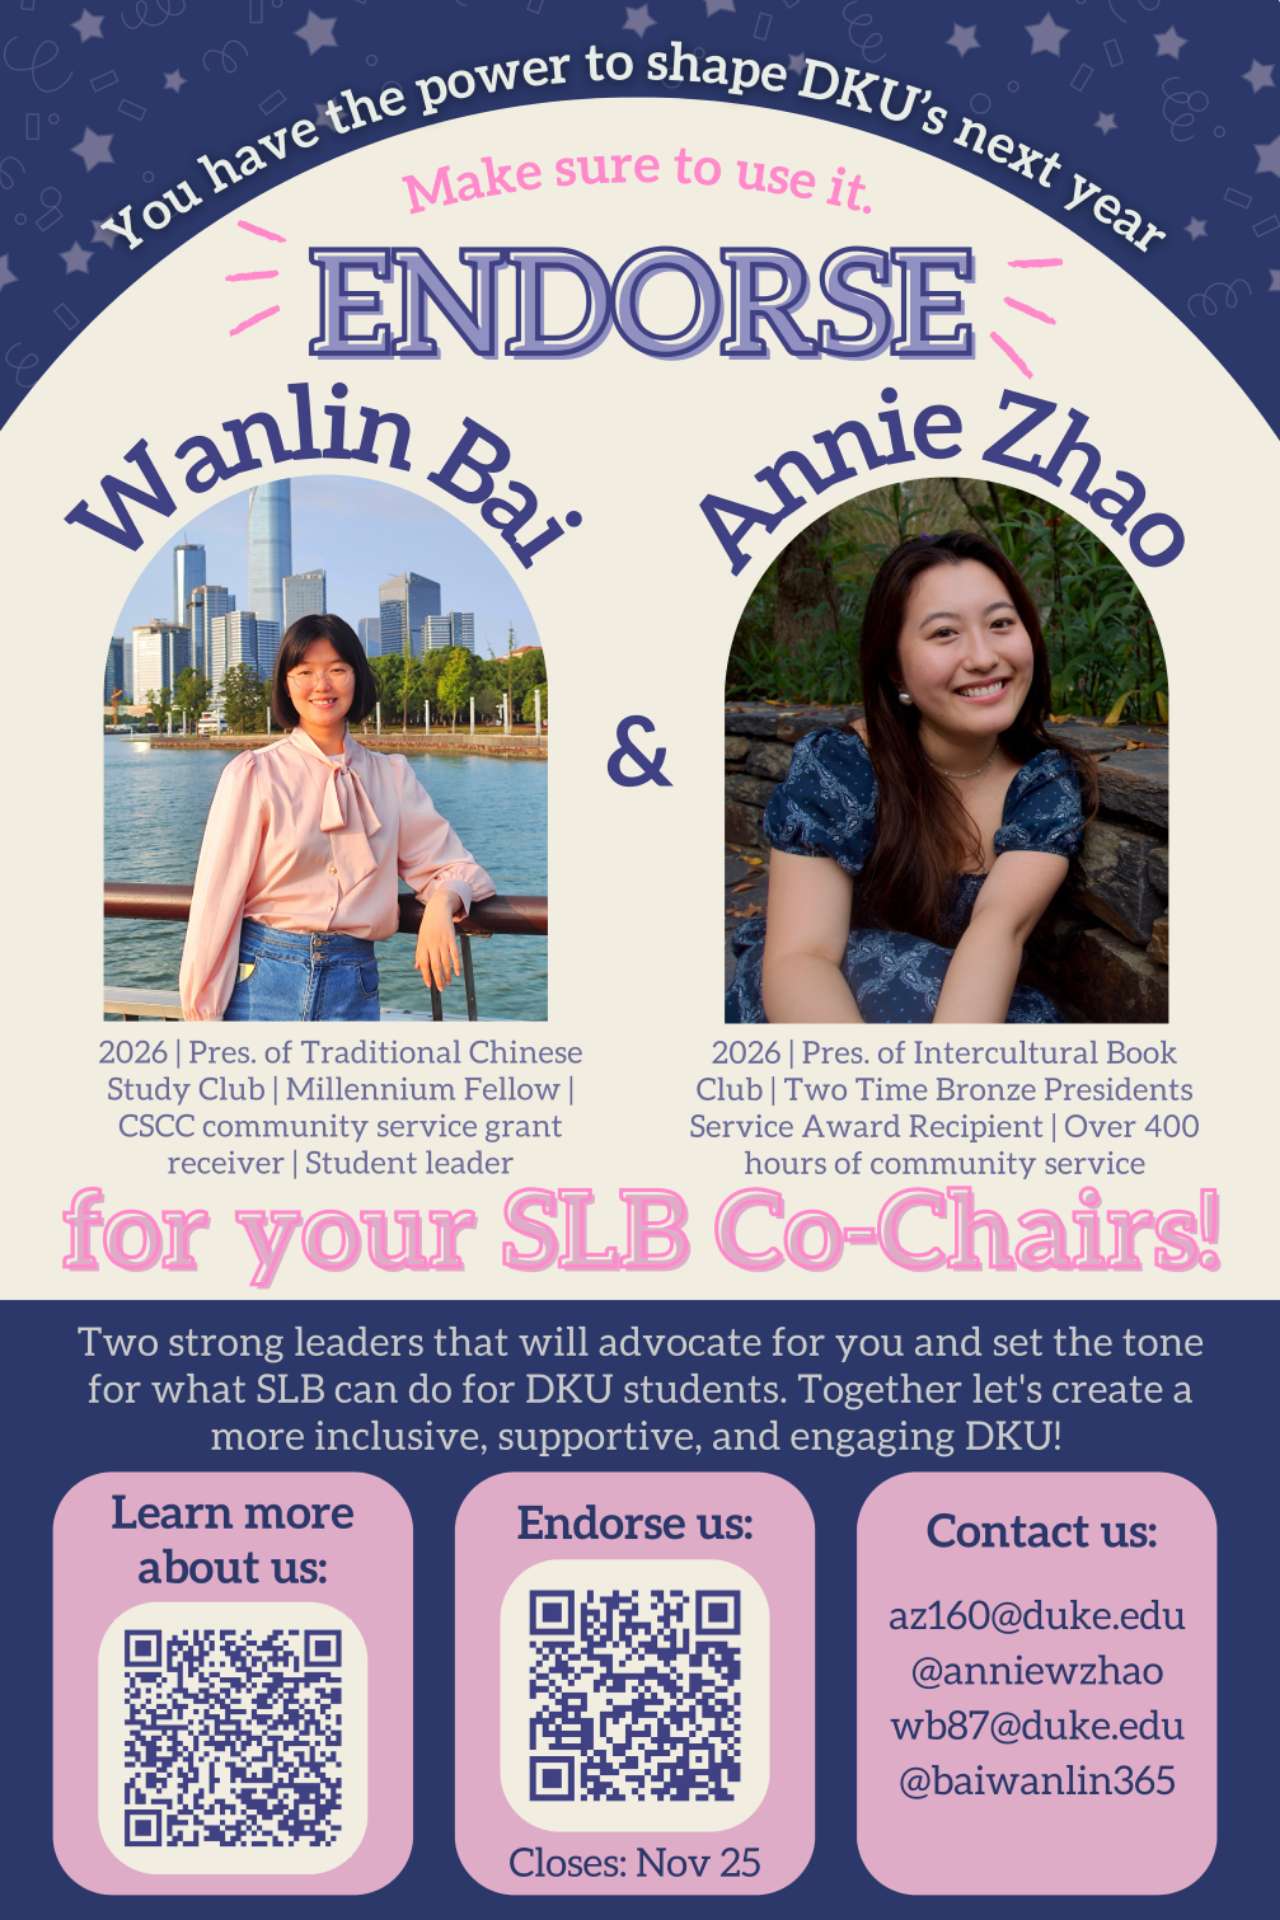 You have the power to shape DKU's next year
Make sure to use it.
ENDORSE
Wanlin Bai
&
Annie Zhao
2026 | Pres. of Traditional Chinese
Study Club | Millennium Fellow |
CSCC community service grant
receiver | Student leader
2026 | Pres. of Intercultural Book
Club | Two Time Bronze Presidents
Service Award Recipient | Over 400
hours of community service
for your SLB Co-Chairs!
Two strong leaders that will advocate for you and set the tone
for what SLB can do for DKU students. Together let's create a
more inclusive, supportive, and engaging DKU!
Learn more
about us:
Endorse us:
Closes: Nov 25
Contact us:
az160@duke.edu
@anniewzhao
wb87@duke.edu
@baiwanlin365